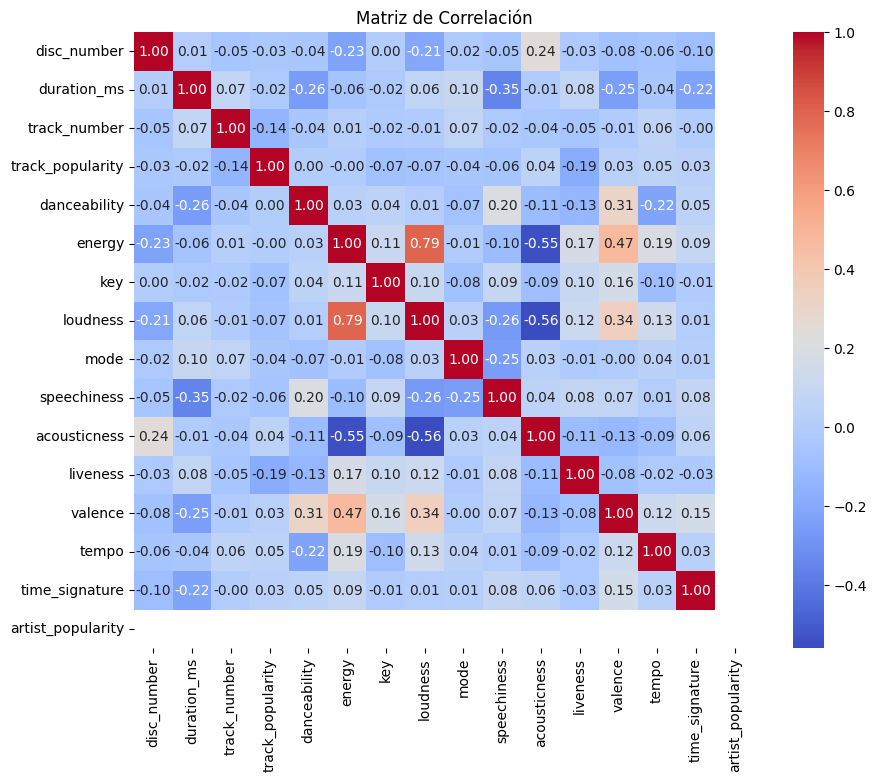 Matriz de Correlación
disc_number 1.00 0.01 -0.05 -0.03 -0.04 -0.23 0.00 -0.21 -0.02 -0.05 0.24 -0.03 -0.08 -0.06 -0.10
duration_ms 0.01 1.00 0.07 -0.02 -0.26 -0.06 -0.02 0.06 0.10 -0.35 -0.01 0.08 -0.25 -0.04 -0.22
track_number -0.05 0.07 1.00 -0.14 -0.04 0.01 -0.02 -0.01 0.07 -0.02 -0.04 -0.05 -0.01 0.06 -0.00
track_popularity -0.03 -0.02 -0.14 1.00 0.00 -0.00 -0.07 -0.07 -0.04 -0.06 0.04 -0.19 0.03 0.05 0.03
danceability -0.04 -0.26 -0.04 0.00 1.00 0.03 0.04 0.01 -0.07 0.20 -0.11 -0.13 0.31 -0.22 0.05
energy -0.23 -0.06 0.01 -0.00 0.03 1.00 0.11 0.79 -0.01 -0.10 -0.55 0.17 0.47 0.19 0.09
key 0.00 -0.02 -0.02 -0.07 0.04 0.11 1.00 0.10 -0.08 0.09 -0.09 0.10 0.16 -0.10 -0.01
loudness -0.21 0.06 -0.01 -0.07 0.01 0.79 0.10 1.00 0.03 -0.26 -0.56 0.12 0.34 0.13 0.01
mode -0.02 0.10 0.07 -0.04 -0.07 -0.01 -0.08 0.03 1.00 -0.25 0.03 -0.01 -0.00 0.04 0.01
speechiness -0.05 -0.35 -0.02 -0.06 0.20 -0.10 0.09 -0.26 -0.25 1.00 0.04 0.08 0.07 0.01 0.08
acousticness 0.24 -0.01 -0.04 0.04 -0.11 -0.55 -0.09 -0.56 0.03 0.04 1.00 -0.11 -0.13 -0.09 0.06
liveness -0.03 0.08 -0.05 -0.19 -0.13 0.17 0.10 0.12 -0.01 0.08 -0.11 1.00 -0.08 -0.02 -0.03
valence -0.08 -0.25 -0.01 0.03 0.31 0.47 0.16 0.34 -0.00 0.07 -0.13 -0.08 1.00 0.12 0.15
tempo -0.06 -0.04 0.06 0.05 -0.22 0.19 -0.10 0.13 0.04 0.01 -0.09 -0.02 0.12 1.00 0.03
time_signature -0.10 -0.22 -0.00 0.03 0.05 0.09 -0.01 0.01 0.01 0.08 0.06 -0.03 0.15 0.03 1.00
artist_popularity
disc_number
duration_ms
track_number
track_popularity
danceability
energy
key
loudness
mode
speechiness
acousticness
liveness
valence
tempo
time_signature
artist_popularity
1.0
0.8
0.6
0.4
0.2
0.0
−0.2
−0.4